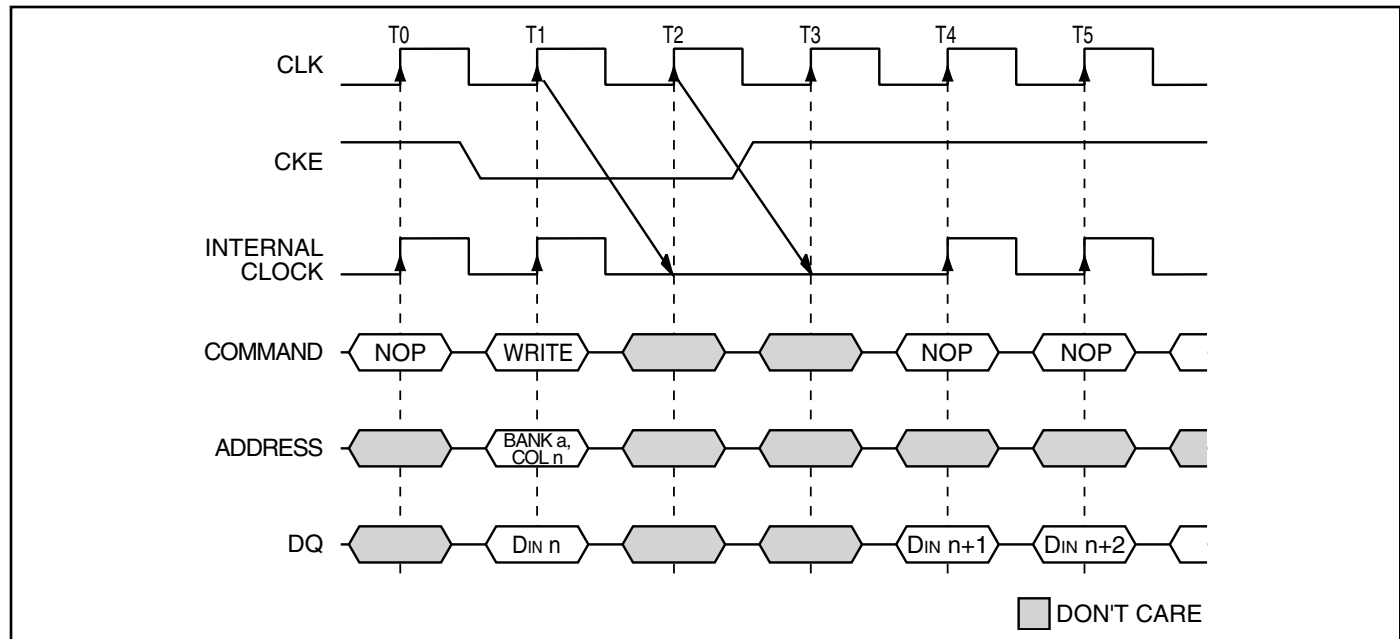 T0 T1 T2 T3 T4 T5
CLK
CKE
INTERNAL
CLOCK
COMMAND NOP WRITE NOP NOP
ADDRESS BANK a,
COL n
DQ DIN n DIN n+1 DIN n+2
DON'T CARE